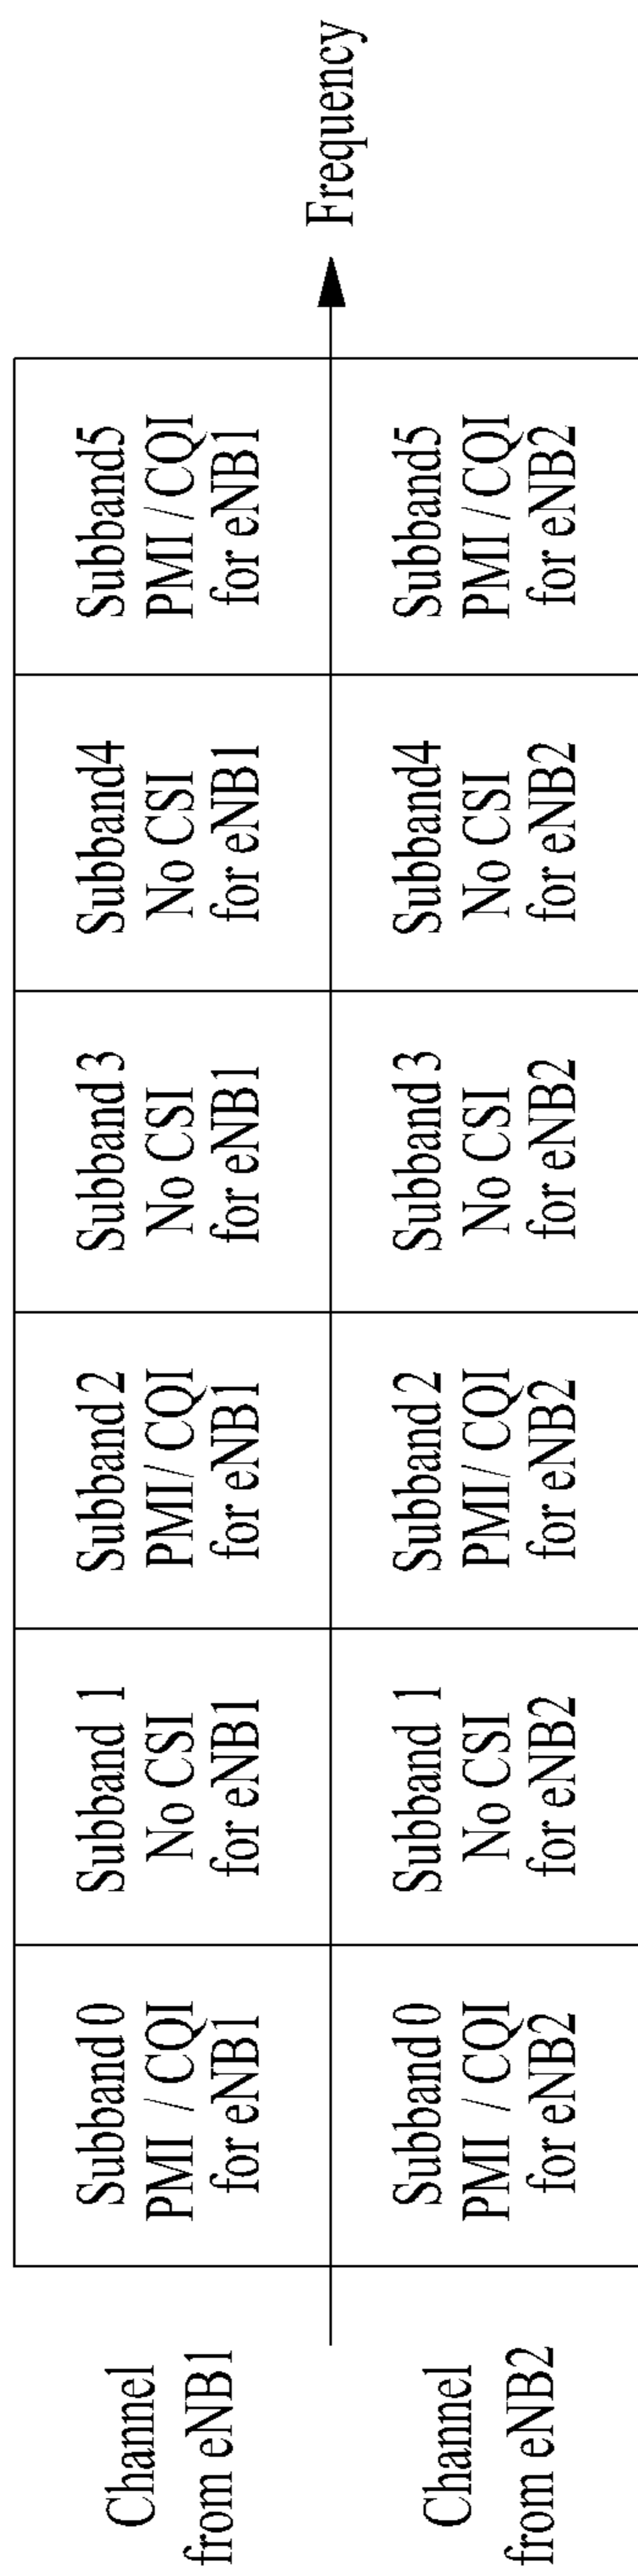 Channel
from eNB1
Subband 0
PMI / CQI
for eNB1
Subband 1
No CSI
for eNB1
Subband 2
PMI/ CQI
for eNB1
Subband 3
No CSI
for eNB1
Subband4
No CSI
for eNB1
Subband5
PMI / CQI
for eNB1
Frequency
Channel
from eNB2
Subband 0
PMI / CQI
for eNB2
Subband 1
No CSI
for eNB2
Subband 2
PMI/ CQI
for eNB2
Subband 3
No CSI
for eNB2
Subband4
No CSI
for eNB2
Subband5
PMI / CQI
for eNB2